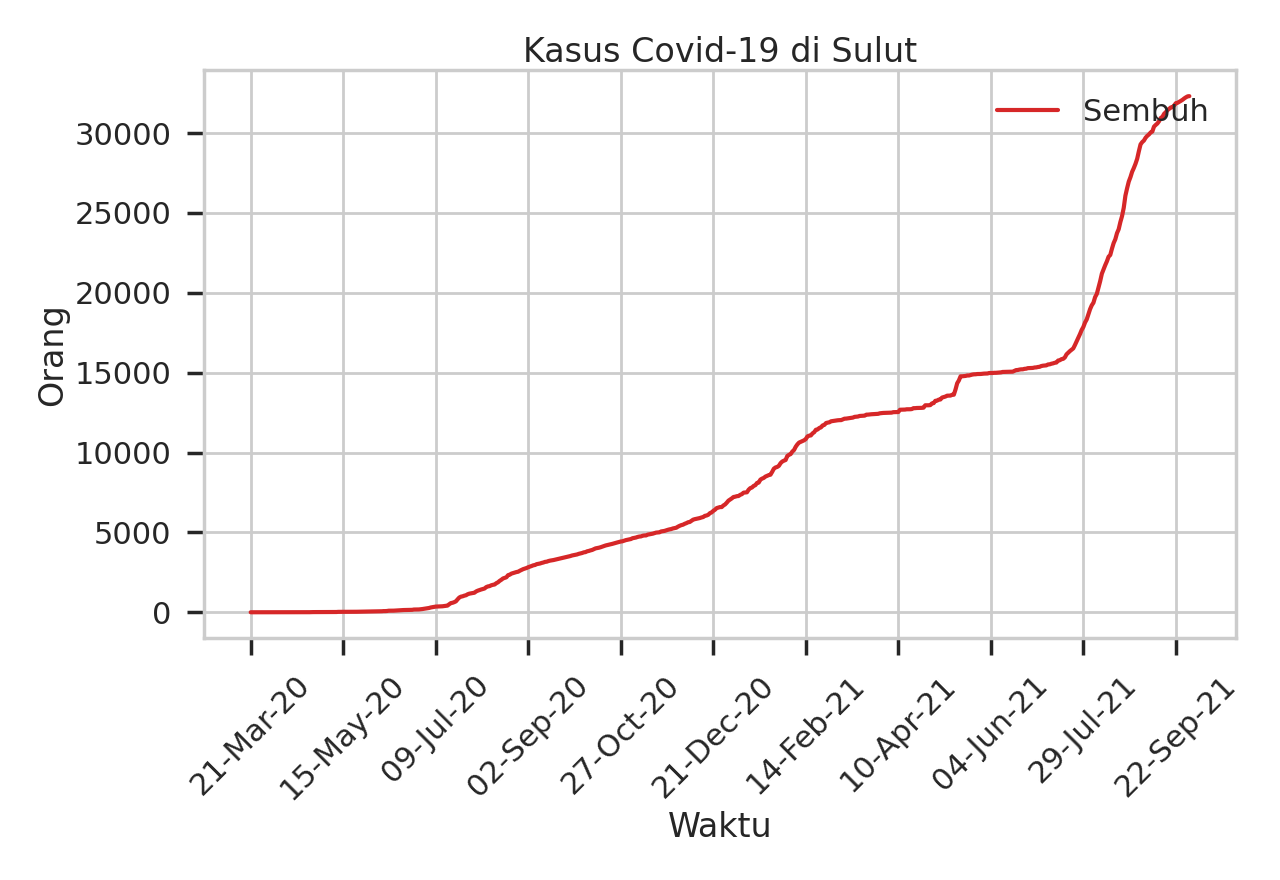 Kasus Covid-19 di Sulut
Sembuh
Orang
30000
25000
20000
15000
10000
5000
0
21-Mar-20
15-May-20
09-Jul-20
02-Sep-20
27-Oct-20
21-Dec-20
14-Feb-21
10-Apr-21
04-Jun-21
29-Jul-21
22-Sep-21
Waktu